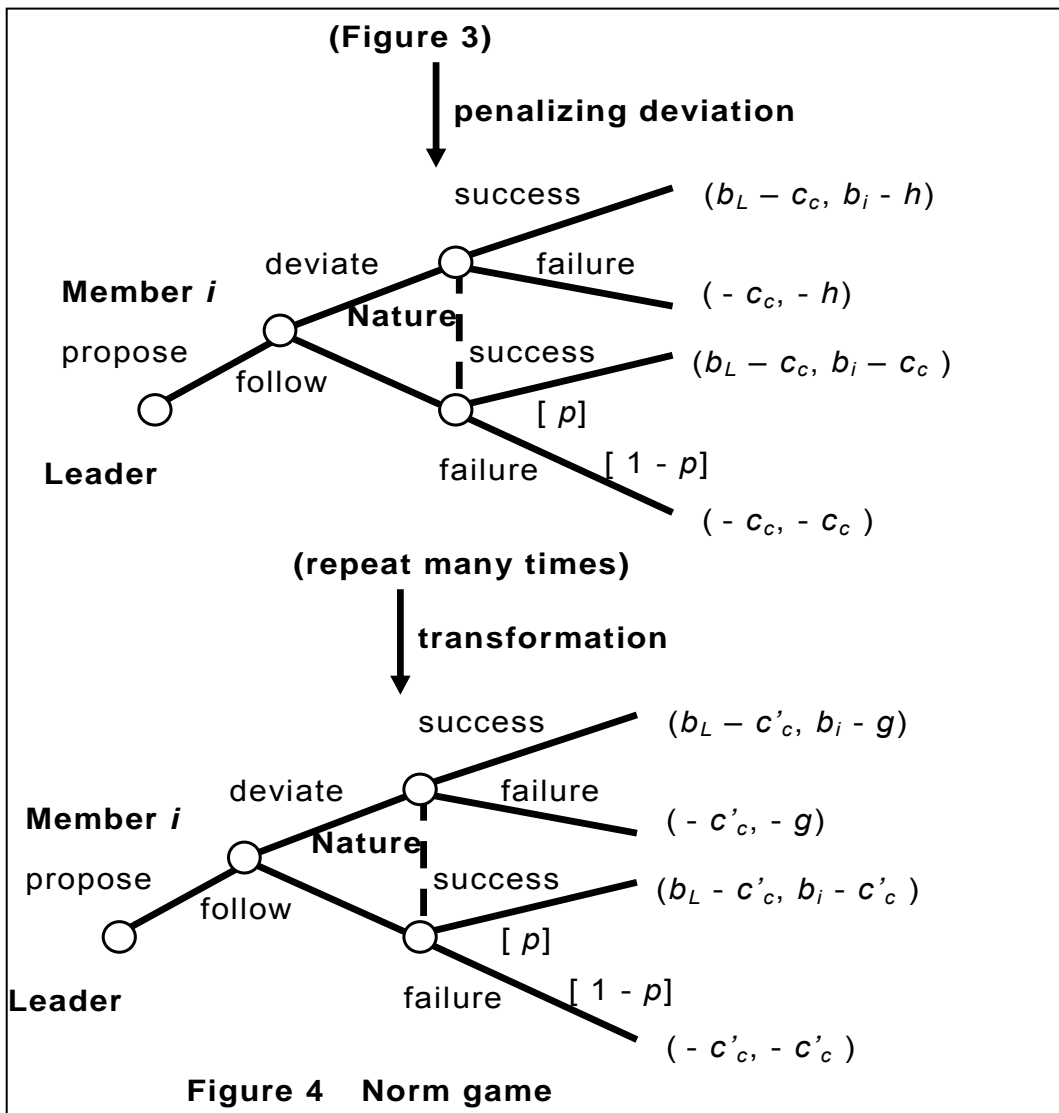 (Figure 3)
penalizing deviation
success (b_L – c_c, b_i - h)
deviate failure
Member i Nature (- c_c, - h)
propose success (b_L – c_c, b_i – c_c )
follow [ p]
Leader failure [ 1 - p]
(- c_c, - c_c )
(repeat many times)
transformation
success (b_L – c’_c, b_i - g)
deviate failure
Member i Nature (- c’_c, - g)
propose success (b_L - c’_c, b_i - c’_c )
follow [ p]
Leader failure [ 1 - p]
(- c’_c, - c’_c )
Figure 4 Norm game